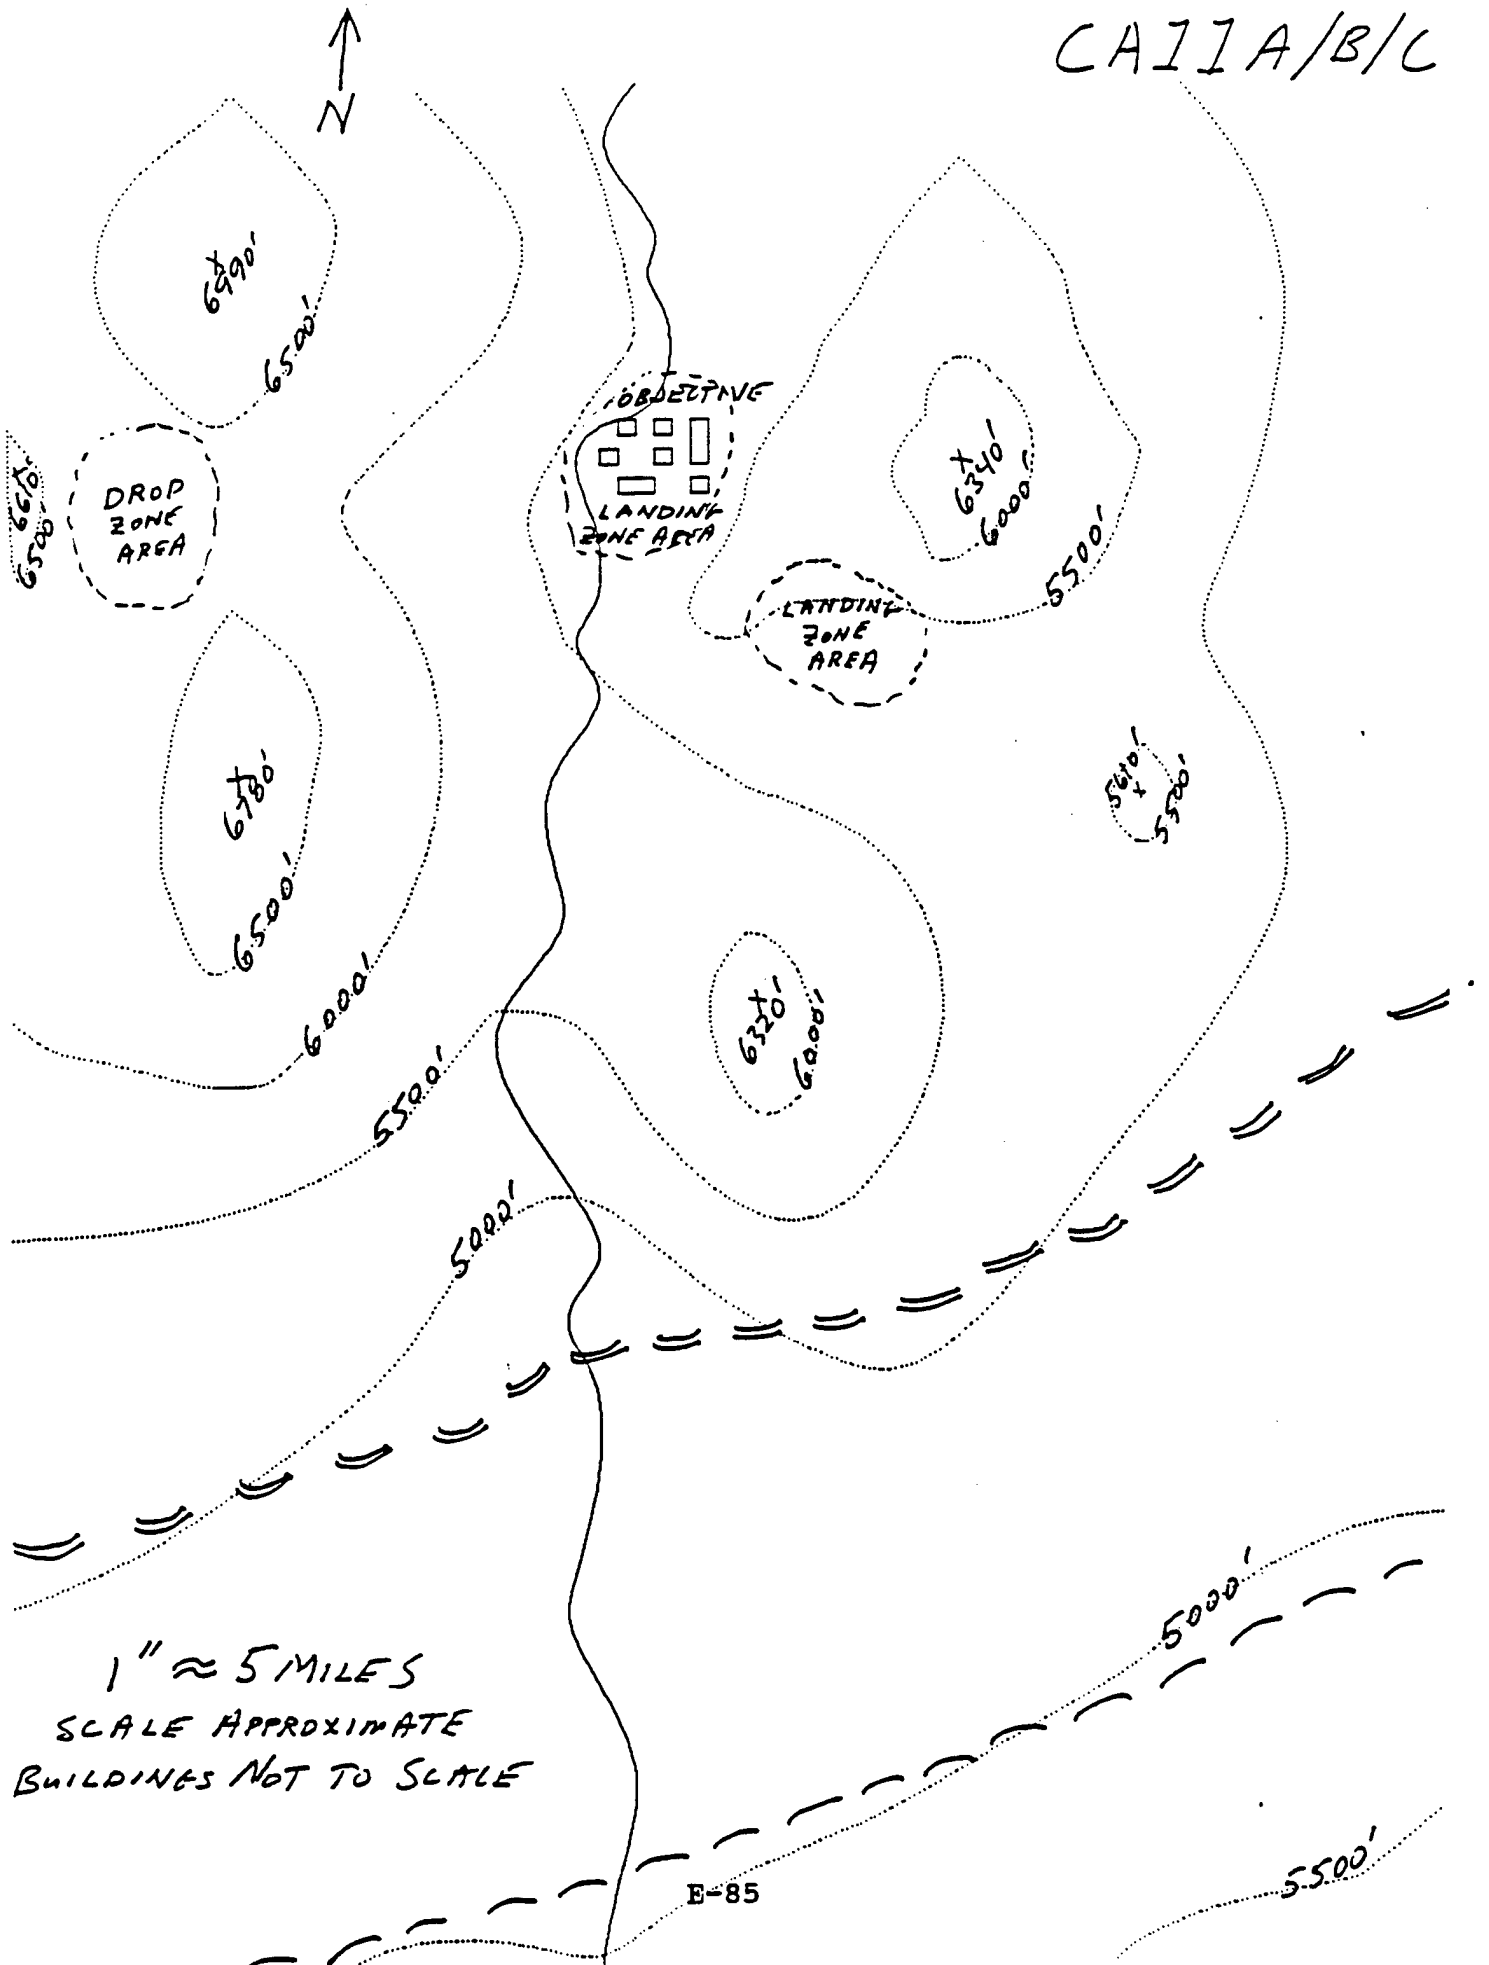 CAIIA/B/C
N
6990'
6500'
OBJECTIVE
6610'
6500'
DROP
ZONE
AREA
6340'
6000'
5500'
LANDING
ZONE AREA
LANDING
ZONE
AREA
6780'
6500'
5610'
5500'
6000'
6320'
6000'
5500'
5000'
5000'
1" ≈ 5 MILES
SCALE APPROXIMATE
BUILDINGS NOT TO SCALE
5500'
E-85